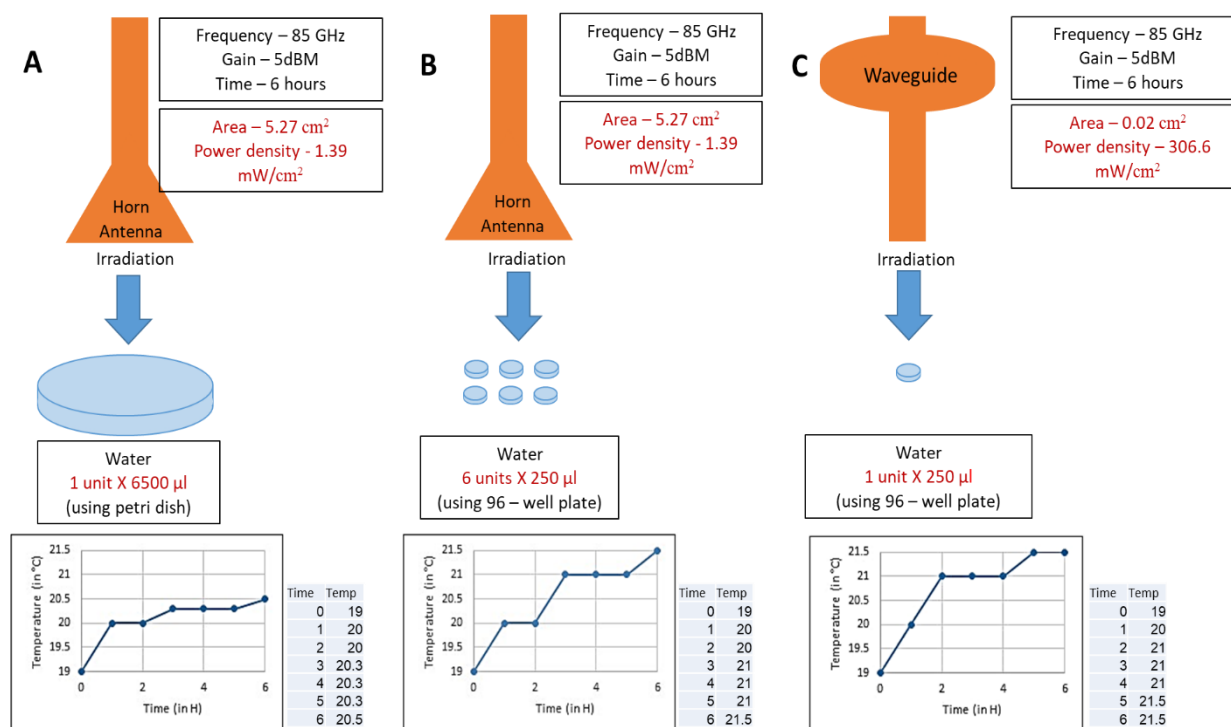 A
Frequency – 85 GHz
Gain – 5dBM
Time – 6 hours
Area – 5.27 cm²
Power density - 1.39
mW/cm²
Horn
Antenna
Irradiation
Water
1 unit X 6500 µl
(using petri dish)
21.5
21
20.5
20
19.5
19
Temperature (in °C)
0
2
4
6
Time (in H)
Time Temp
0 19
1 20
2 20
3 20.3
4 20.3
5 20.3
6 20.5
B
Frequency – 85 GHz
Gain – 5dBM
Time – 6 hours
Area – 5.27 cm²
Power density - 1.39
mW/cm²
Horn
Antenna
Irradiation
Water
6 units X 250 µl
(using 96 – well plate)
21.5
21
20.5
20
19.5
19
Temperature (in °C)
0
2
4
6
Time (in H)
Time Temp
0 19
1 20
2 20
3 21
4 21
5 21
6 21.5
C
Waveguide
Frequency – 85 GHz
Gain – 5dBM
Time – 6 hours
Area – 0.02 cm²
Power density – 306.6
mW/cm²
Irradiation
Water
1 unit X 250 µl
(using 96 – well plate)
21.5
21
20.5
20
19.5
19
Temperature (in °C)
0
2
4
6
Time (in H)
Time Temp
0 19
1 20
2 21
3 21
4 21
5 21.5
6 21.5